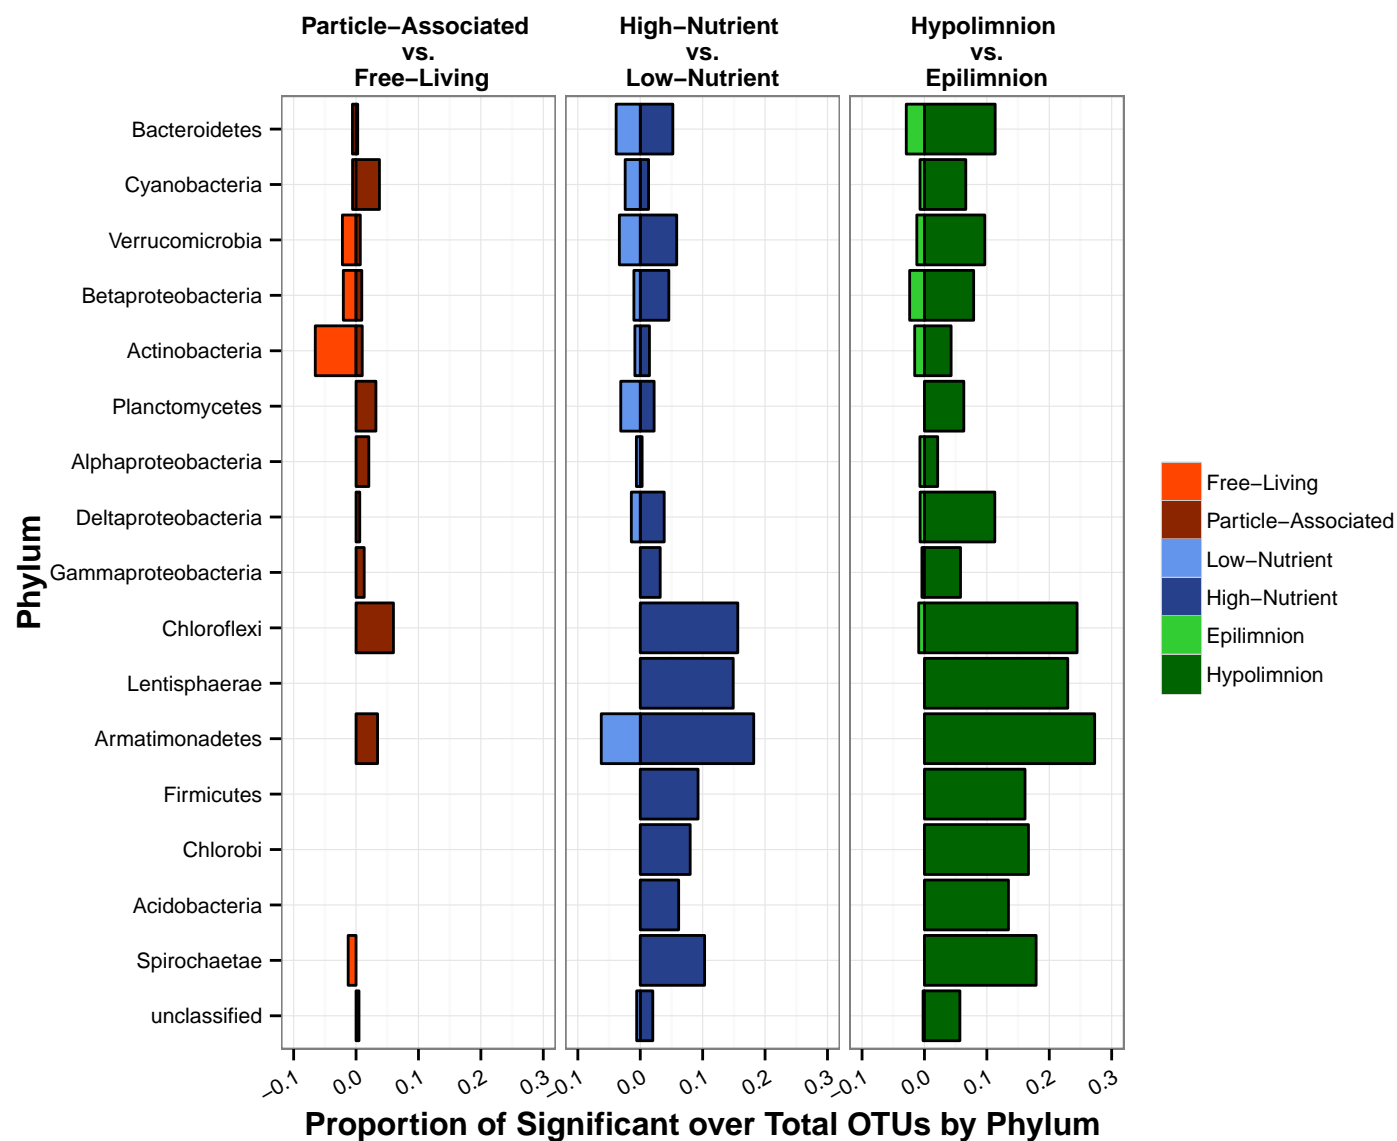 Particle−Associated
vs.
Free−Living
High−Nutrient
vs.
Low−Nutrient
Hypolimnion
vs.
Epilimnion
Phylum
Bacteroidetes
Cyanobacteria
Verrucomicrobia
Betaproteobacteria
Actinobacteria
Planctomycetes
Alphaproteobacteria
Deltaproteobacteria
Gammaproteobacteria
Chloroflexi
Lentisphaerae
Armatimonadetes
Firmicutes
Chlorobi
Acidobacteria
Spirochaetae
unclassified
−0.1 0.0 0.1 0.2 0.3
−0.1 0.0 0.1 0.2 0.3
−0.1 0.0 0.1 0.2 0.3
Proportion of Significant over Total OTUs by Phylum
Free−Living
Particle−Associated
Low−Nutrient
High−Nutrient
Epilimnion
Hypolimnion